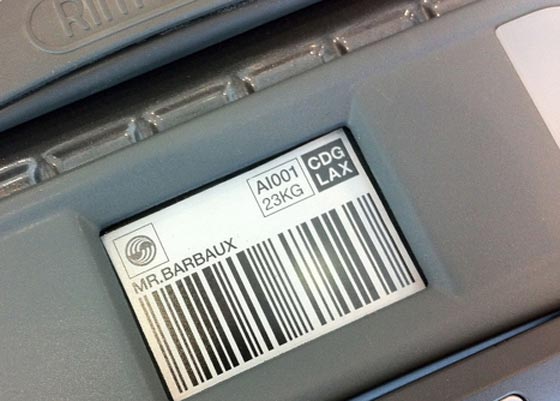 AI001
23KG
CDG
LAX
MR.BARBAUX